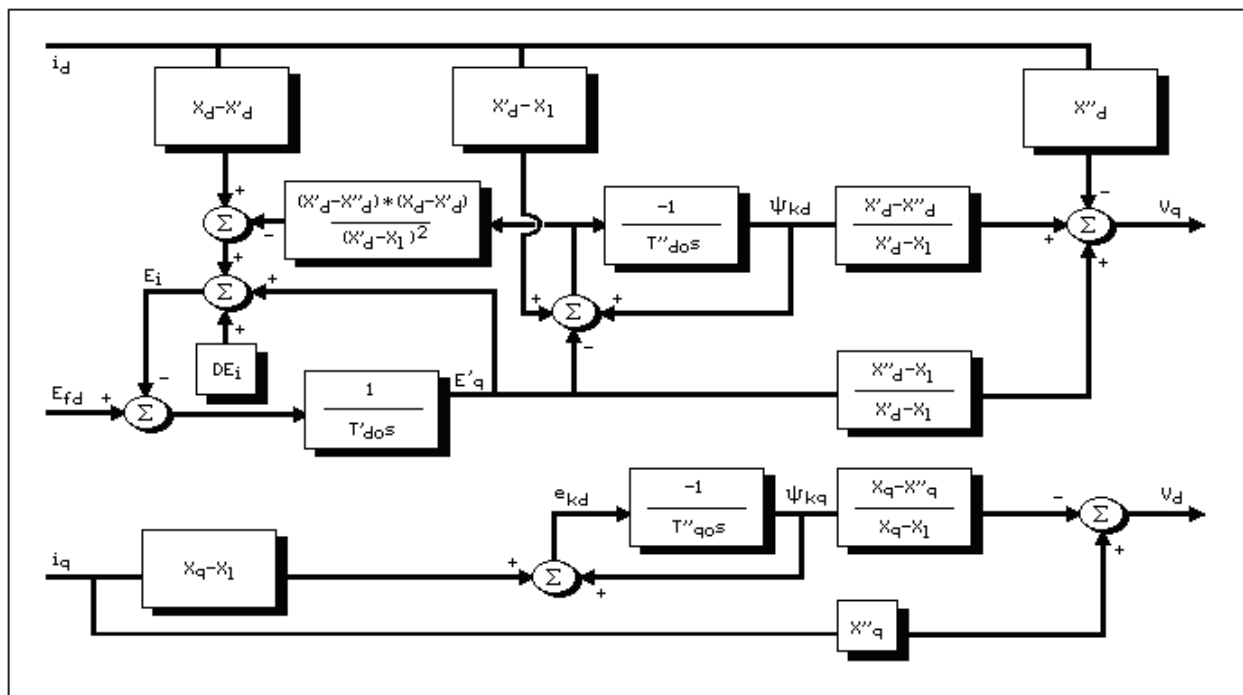 i_d
X_d-X'_d
X'_d-X_l
X''_d
+
+
-
(X'_d-X''_d)*(X_d-X'_d)
(X'_d-X_l)^2
-1
T''_do s
ψ_kd
X'_d-X''_d
X'_d-X_l
-
+
+
V_q
Σ
Σ
Σ
Σ
E_i
+
+
+
+
-
DE_i
-
E_fd
+
Σ
1
T'_do s
E'_q
X''_d-X_l
X'_d-X_l
e_kd
-1
T''_qo s
ψ_kq
X_q-X''_q
X_q-X_l
-
Σ
V_d
+
i_q
X_q-X_l
+
Σ
+
X''_q